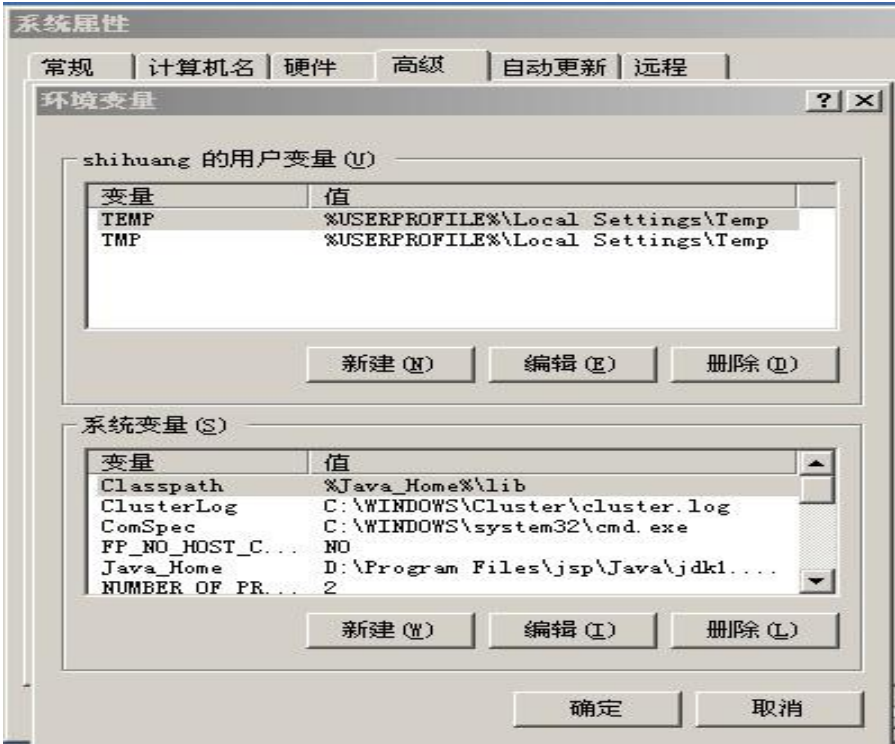 系统属性
常规 计算机名 硬件 高级 自动更新 远程
环境变量
shihuang 的用户变量(U)
变量 值
TEMP %USERPROFILE%\Local Settings\Temp
TMP %USERPROFILE%\Local Settings\Temp
新建(N) 编辑(E) 删除(D)
系统变量(S)
变量 值
Classpath %Java_Home%\lib
ClusterLog C:\WINDOWS\Cluster\cluster.log
ComSpec C:\WINDOWS\system32\cmd.exe
FP_NO_HOST_C... NO
Java_Home D:\Program Files\jsp\Java\jdk1....
NUMBER_OF_PR... 2
新建(W) 编辑(I) 删除(L)
确定 取消